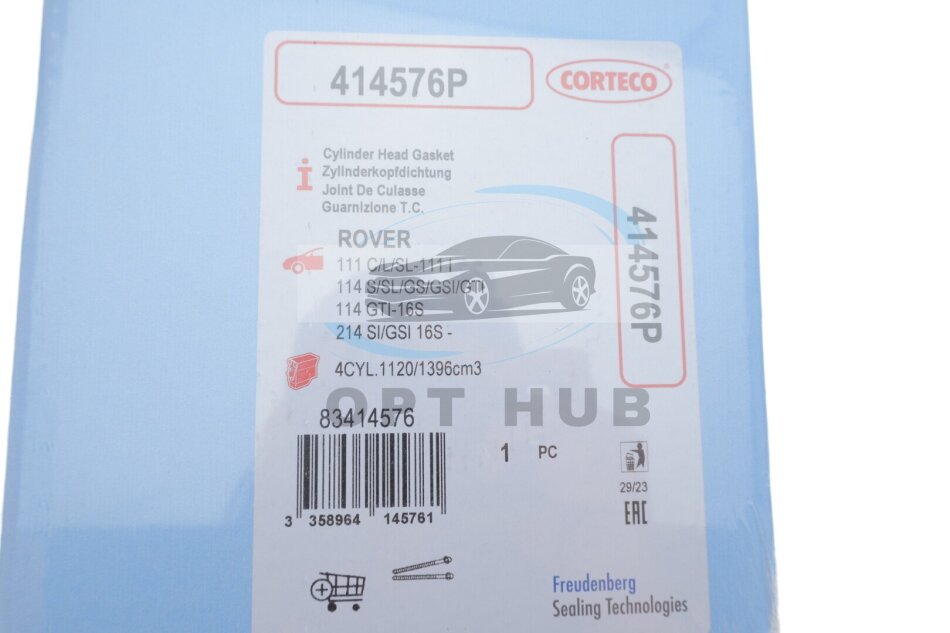 414576P
CORTECO
Cylinder Head Gasket
Zylinderkopfdichtung
Joint De Culasse
Guarnizione T.C.
414576P
ROVER
111 C/L/SL-111 I
114 S/SL/GS/GSI/GTI
114 GTI-16S
214 SI/GSI 16S -
4CYL.1120/1396cm3
OPT HUB
83414576
1 PC
29/23
EAC
3 358964 145761
Freudenberg
Sealing Technologies